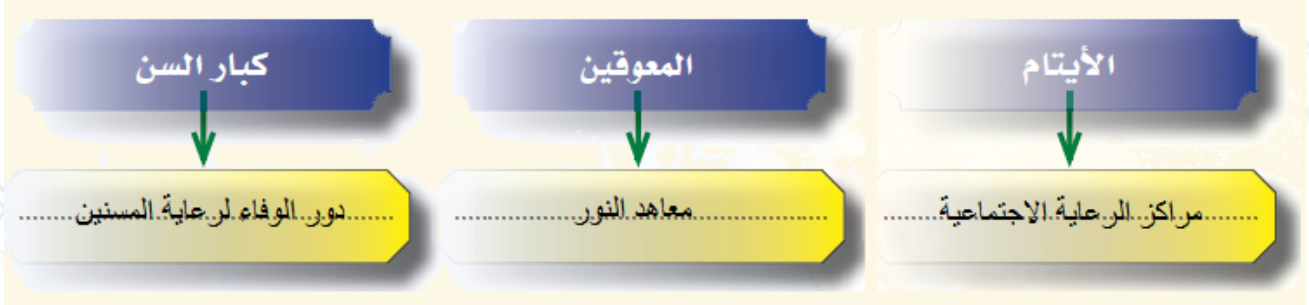 الأيتام
المعوقين
كبار السن
مراكز الرعاية الاجتماعية
معاهد النور
دور الوفاء لرعاية المسنين